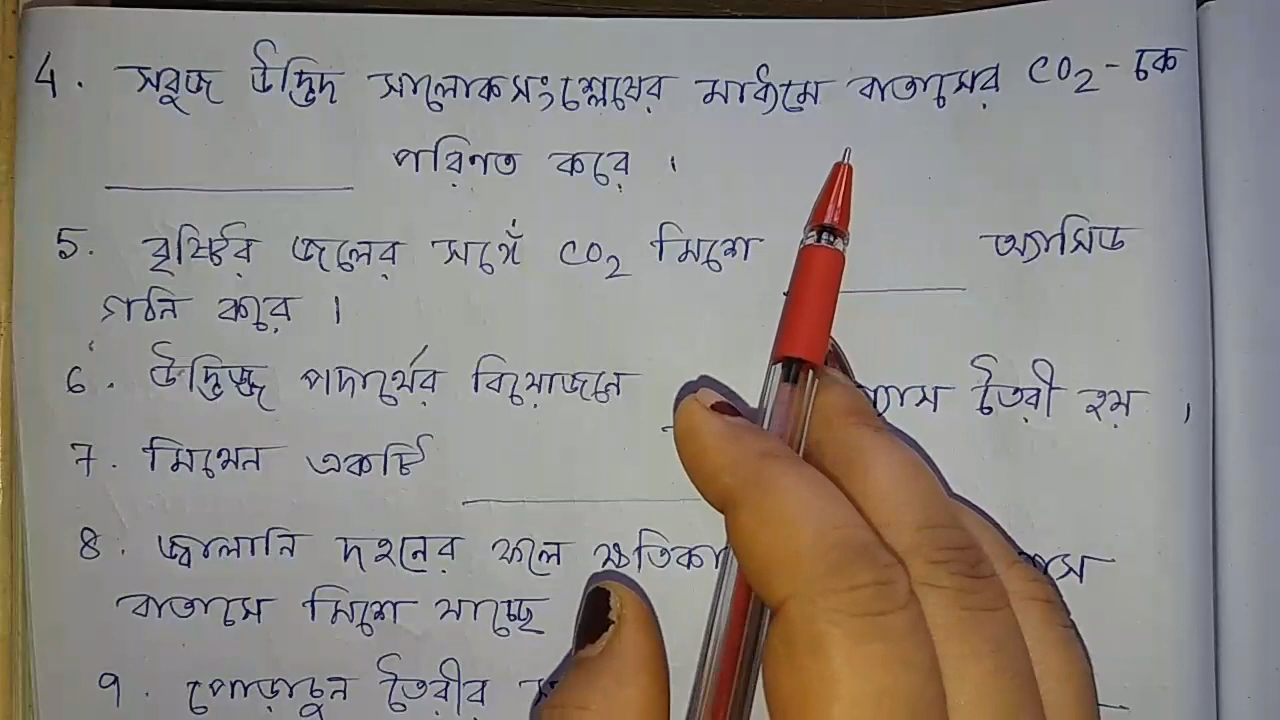 4. সবুজ উদ্ভিদ সালোকসংশ্লেষের মাধ্যমে বাতাসের CO2-কে
পরিণত করে ।
5. বৃষ্টির জলের সঙ্গে CO2 মিশে অ্যাসিড
গঠন করে ।
6. উদ্ভিজ্জ পদার্থের বিয়োজনে তৈরী হয় ।
7. মিথেন একটি
8. জ্বালানি দহনের ফলে
বাতাসে মিশে যাচ্ছে
9. পোড়াচুন তৈরীর